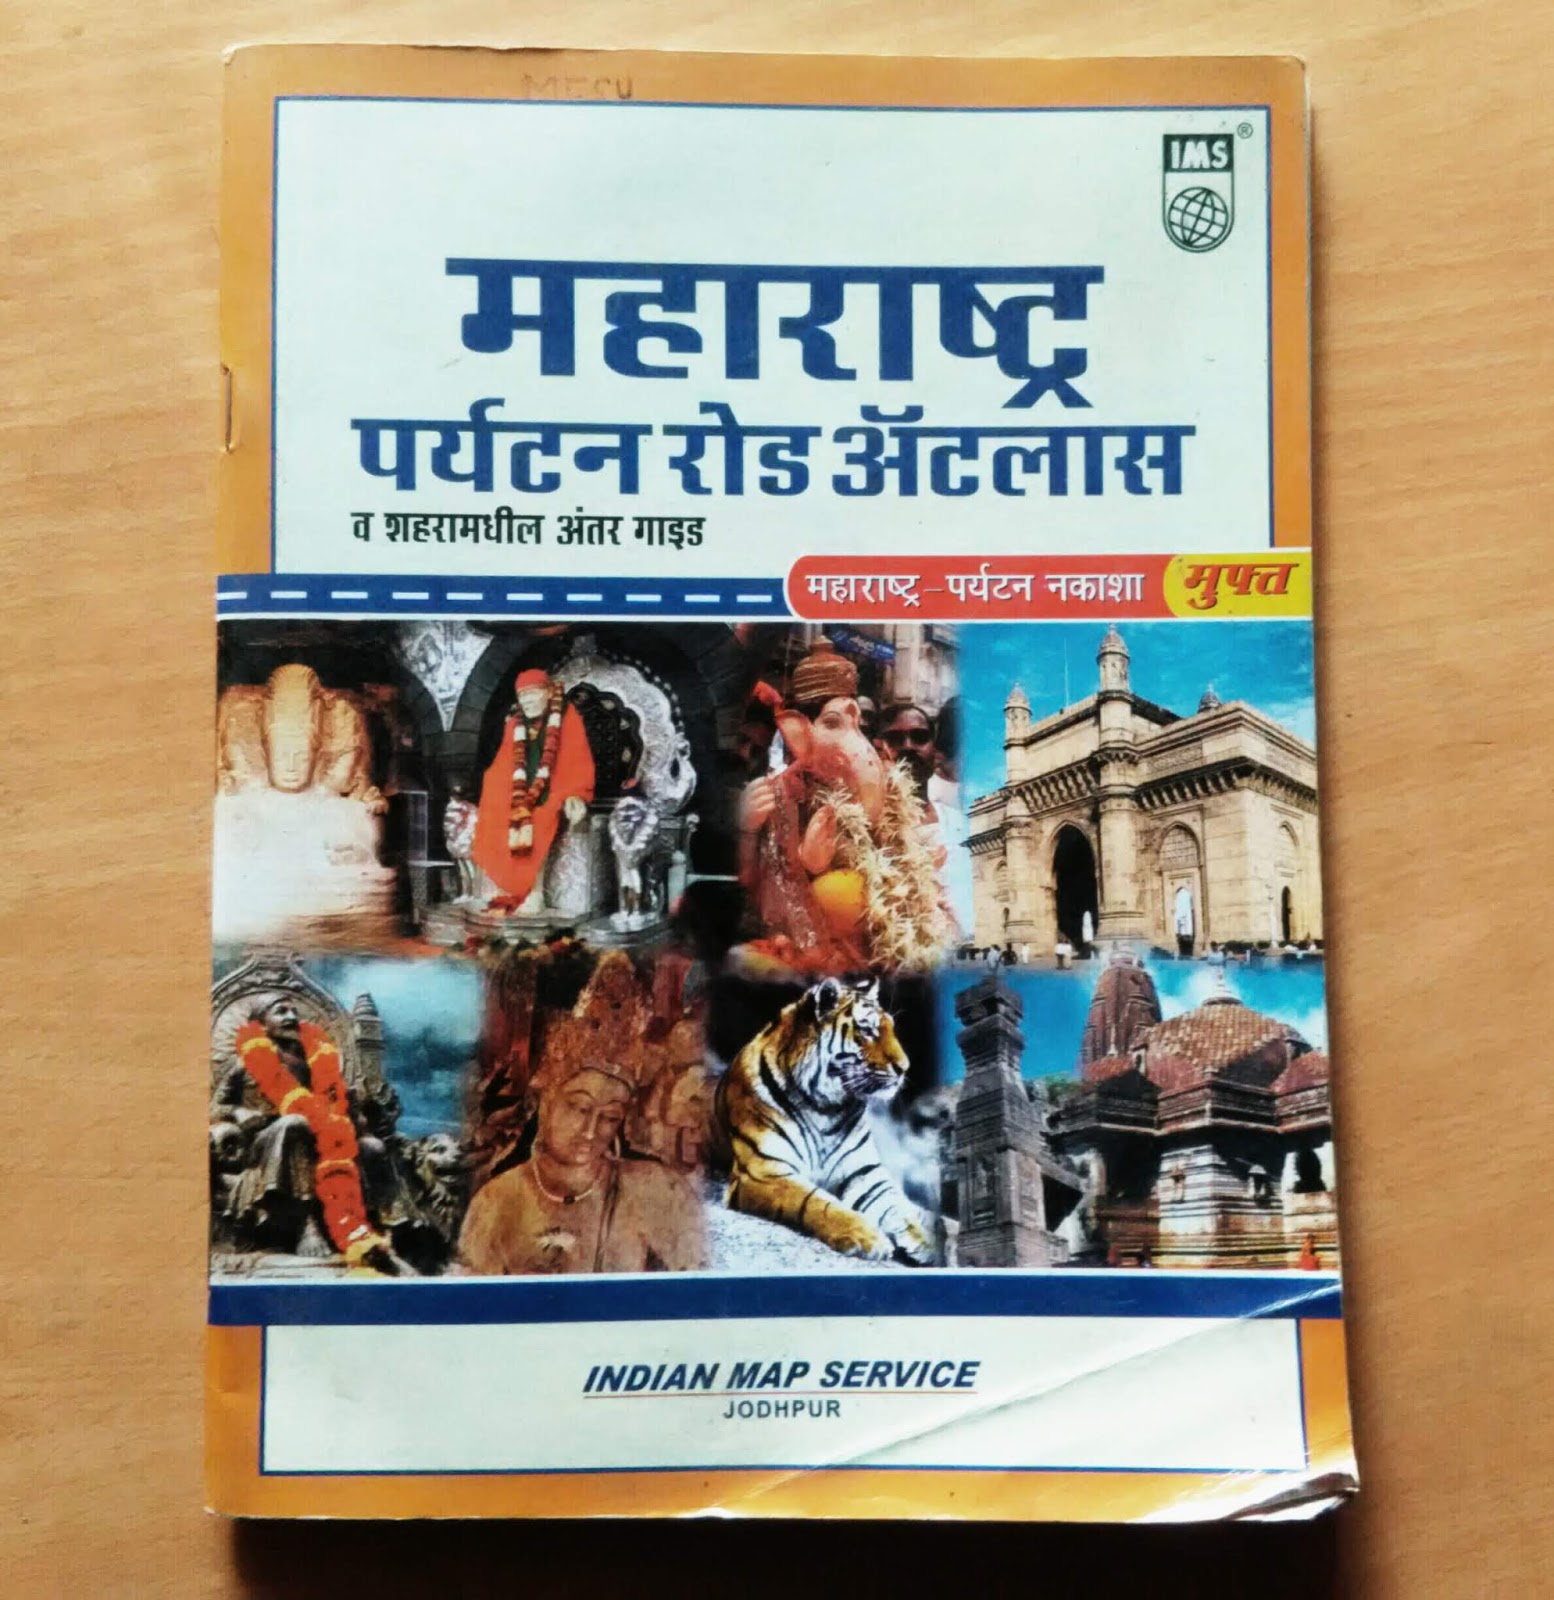 IMS®
महाराष्ट्र
पर्यटन रोड ॲटलास
व शहरामधील अंतर गाइड
महाराष्ट्र–पर्यटन नकाशा मुफ्त
INDIAN MAP SERVICE
JODHPUR